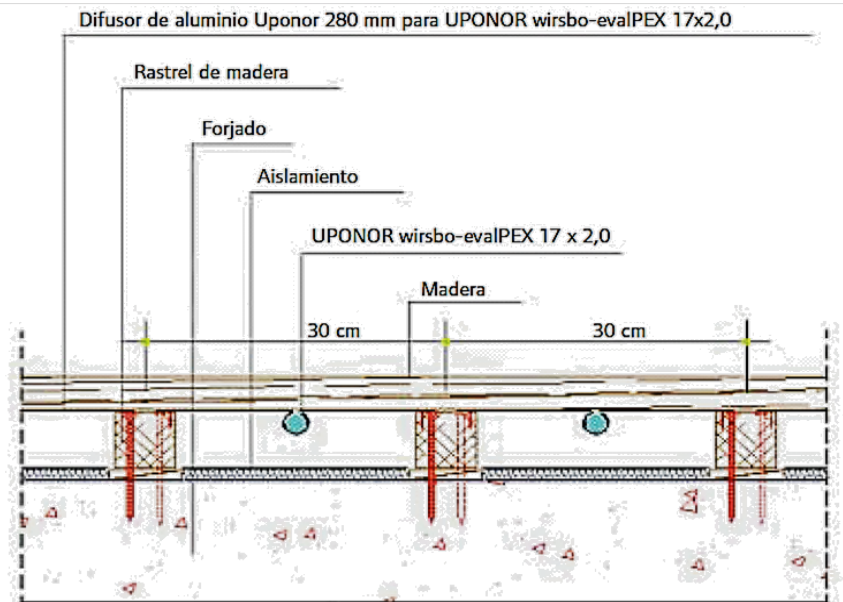 Difusor de aluminio Uponor 280 mm para UPONOR wirsbo-evalPEX 17x2,0
Rastrel de madera
Forjado
Aislamiento
UPONOR wirsbo-evalPEX 17 x 2,0
Madera
30 cm
30 cm